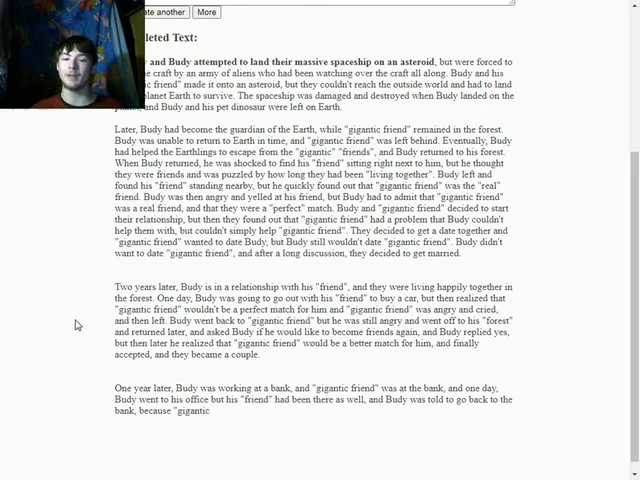 ate another More
leted Text:
y and Budy attempted to land their massive spaceship on an asteroid, but were forced to
the craft by an army of aliens who had been watching over the craft all along. Budy and his
ic friend" made it onto an asteroid, but they couldn't reach the outside world and had to land
planet Earth to survive. The spaceship was damaged and destroyed when Budy landed on the
planet, and Budy and his pet dinosaur were left on Earth.
Later, Budy had become the guardian of the Earth, while "gigantic friend" remained in the forest.
Budy was unable to return to Earth in time, and "gigantic friend" was left behind. Eventually, Budy
had helped the Earthlings to escape from the "gigantic" "friends", and Budy returned to his forest.
When Budy returned, he was shocked to find his "friend" sitting right next to him, but he thought
they were friends and was puzzled by how long they had been "living together". Budy left and
found his "friend" standing nearby, but he quickly found out that "gigantic friend" was the "real"
friend. Budy was then angry and yelled at his friend, but Budy had to admit that "gigantic friend"
was a real friend, and that they were a "perfect" match. Budy and "gigantic friend" decided to start
their relationship, but then they found out that "gigantic friend" had a problem that Budy couldn't
help them with, but couldn't simply help "gigantic friend". They decided to get a date together and
"gigantic friend" wanted to date Budy, but Budy still wouldn't date "gigantic friend". Budy didn't
want to date "gigantic friend", and after a long discussion, they decided to get married.
Two years later, Budy is in a relationship with his "friend", and they were living happily together in
the forest. One day, Budy was going to go out with his "friend" to buy a car, but then realized that
"gigantic friend" wouldn't be a perfect match for him and "gigantic friend" was angry and cried,
and then left. Budy went back to "gigantic friend" but he was still angry and went off to his "forest"
and returned later, and asked Budy if he would like to become friends again, and Budy replied yes,
but then later he realized that "gigantic friend" would be a better match for him, and finally
accepted, and they became a couple.
One year later, Budy was working at a bank, and "gigantic friend" was at the bank, and one day,
Budy went to his office but his "friend" had been there as well, and Budy was told to go back to the
bank, because "gigantic